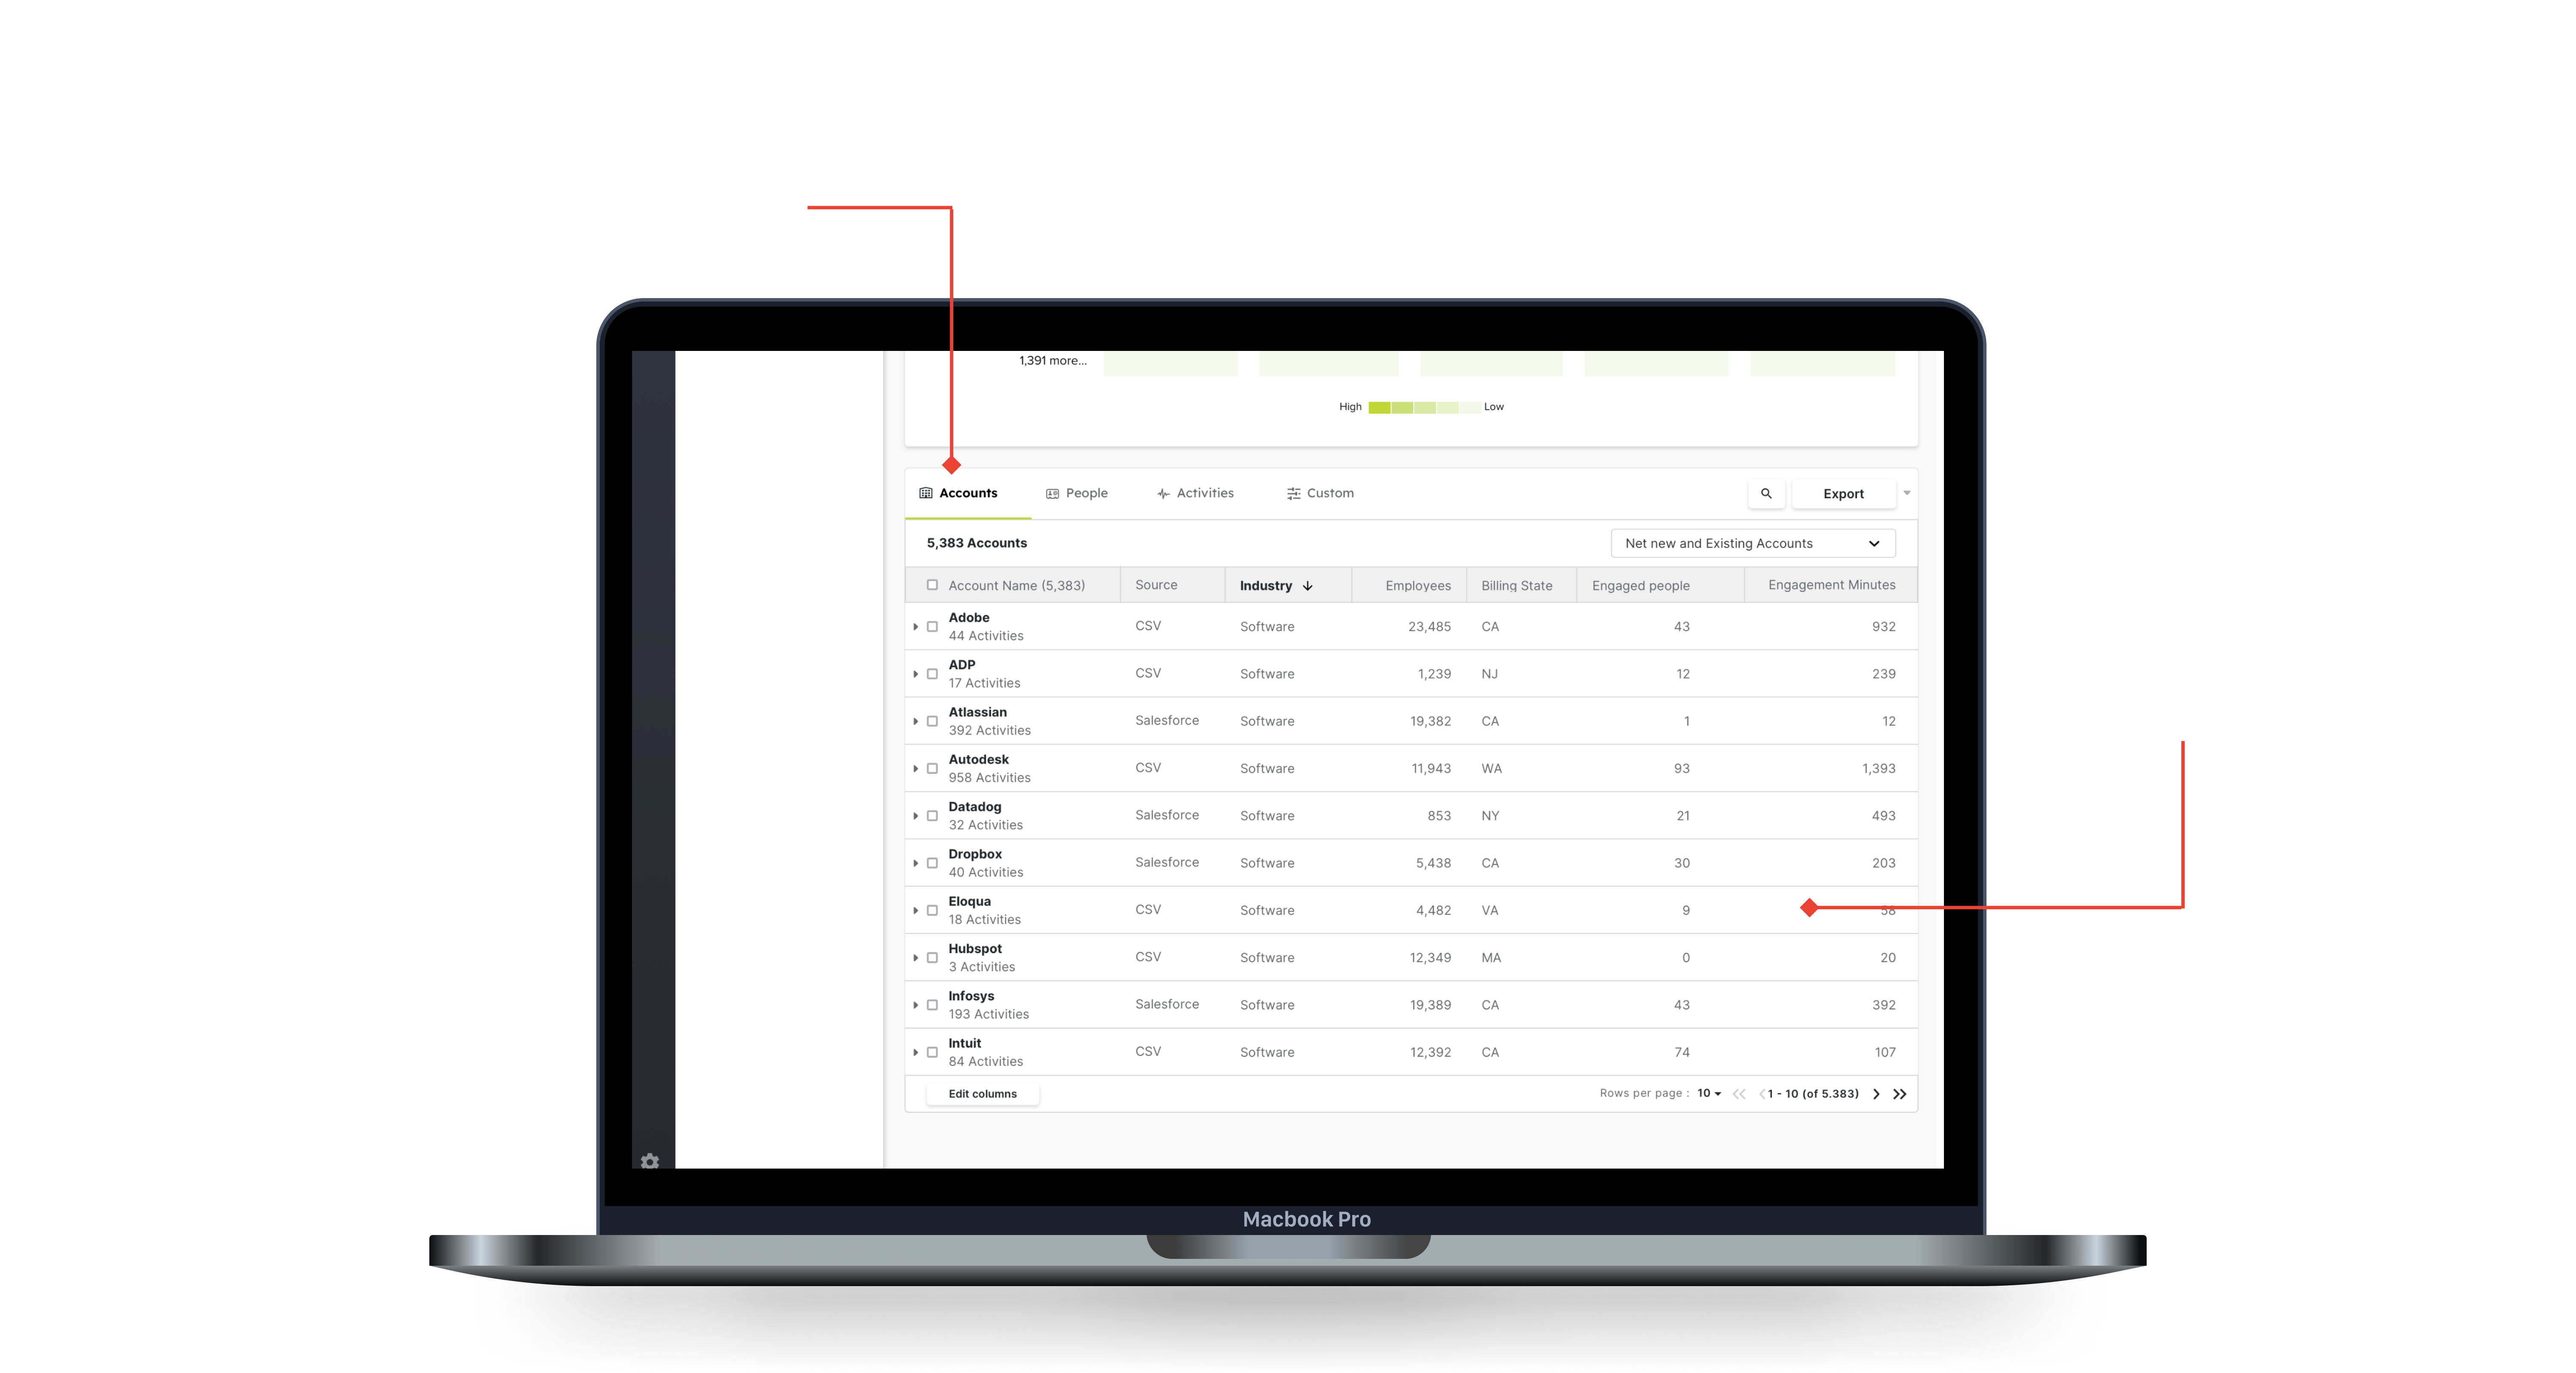 1,391 more...
High Low
Accounts People Activities Custom Export
5,383 Accounts Net new and Existing Accounts
Account Name (5,383) Source Industry Employees Billing State Engaged people Engagement Minutes
Adobe
44 Activities CSV Software 23,485 CA 43 932
ADP
17 Activities CSV Software 1,239 NJ 12 239
Atlassian
392 Activities Salesforce Software 19,382 CA 1 12
Autodesk
958 Activities CSV Software 11,943 WA 93 1,393
Datadog
32 Activities Salesforce Software 853 NY 21 493
Dropbox
40 Activities Salesforce Software 5,438 CA 30 203
Eloqua
18 Activities CSV Software 4,482 VA 9 58
Hubspot
3 Activities CSV Software 12,349 MA 0 20
Infosys
193 Activities Salesforce Software 19,389 CA 43 392
Intuit
84 Activities CSV Software 12,392 CA 74 107
Edit columns Rows per page : 10 1 - 10 (of 5.383)
Macbook Pro